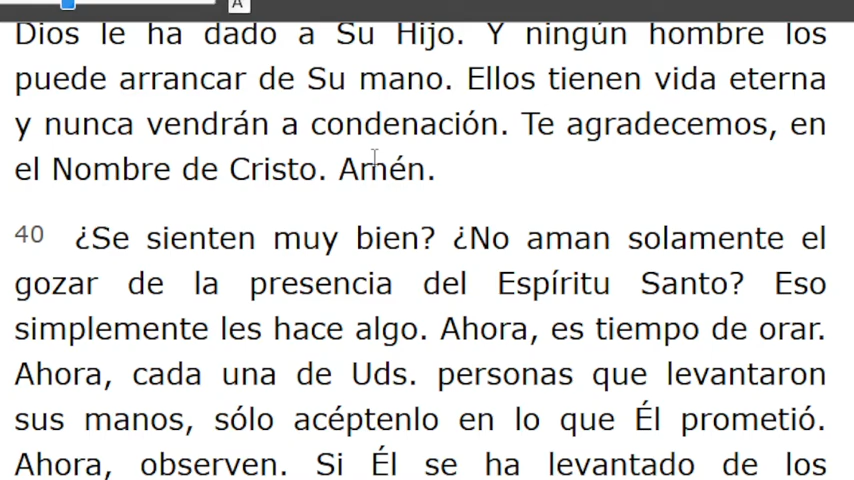 A
Dios le ha dado a Su Hijo. Y ningún hombre los
puede arrancar de Su mano. Ellos tienen vida eterna
y nunca vendrán a condenación. Te agradecemos, en
el Nombre de Cristo. Amén.
40 ¿Se sienten muy bien? ¿No aman solamente el
gozar de la presencia del Espíritu Santo? Eso
simplemente les hace algo. Ahora, es tiempo de orar.
Ahora, cada una de Uds. personas que levantaron
sus manos, sólo acéptenlo en lo que Él prometió.
Ahora, observen. Si Él se ha levantado de los